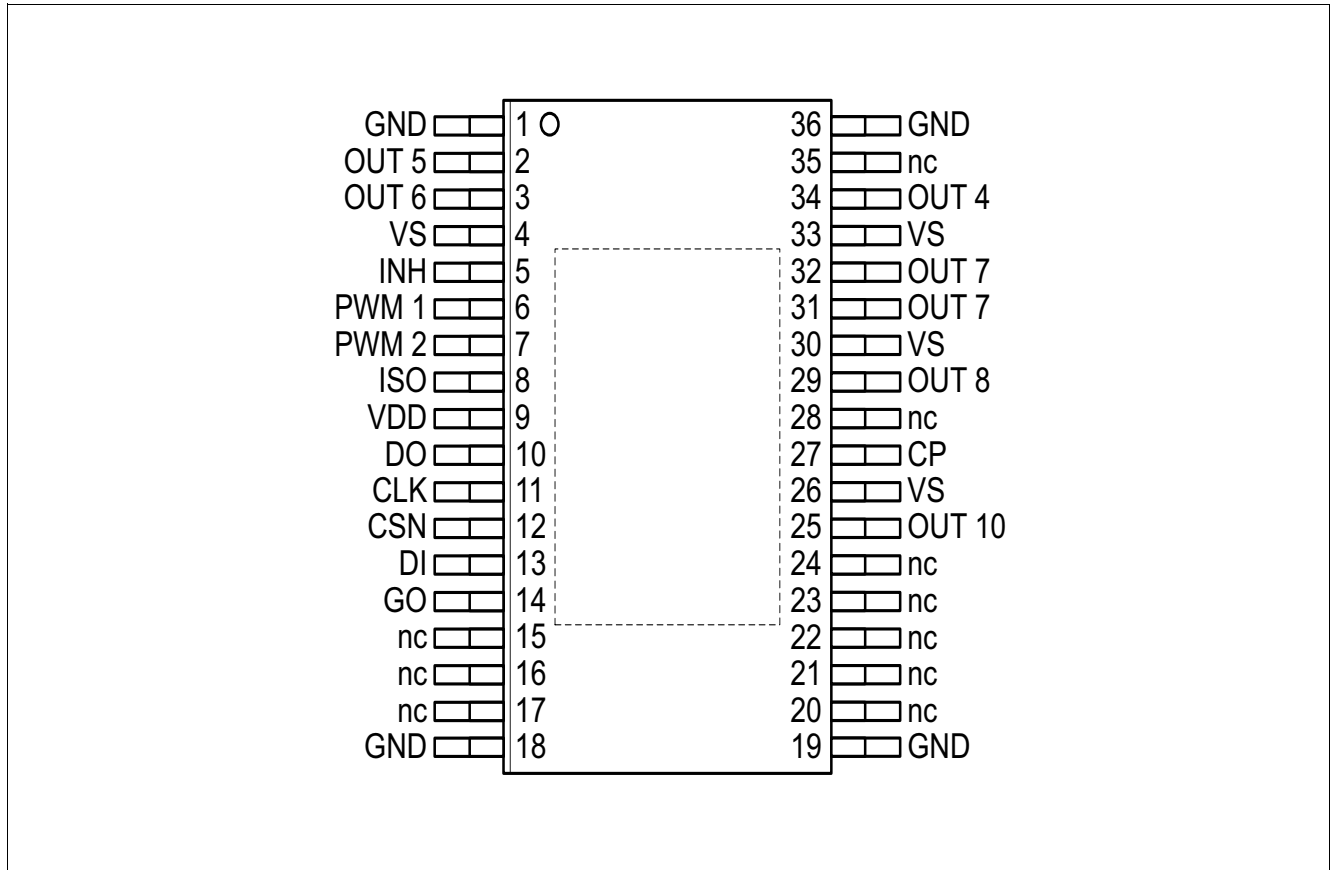 GND 1 36 GND
OUT 5 2 35 nc
OUT 6 3 34 OUT 4
VS 4 33 VS
INH 5 32 OUT 7
PWM 1 6 31 OUT 7
PWM 2 7 30 VS
ISO 8 29 OUT 8
VDD 9 28 nc
DO 10 27 CP
CLK 11 26 VS
CSN 12 25 OUT 10
DI 13 24 nc
GO 14 23 nc
nc 15 22 nc
nc 16 21 nc
nc 17 20 nc
GND 18 19 GND